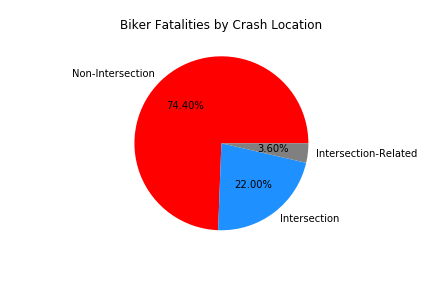 Biker Fatalities by Crash Location
Non-Intersection
74.40%
3.60%
Intersection-Related
22.00%
Intersection